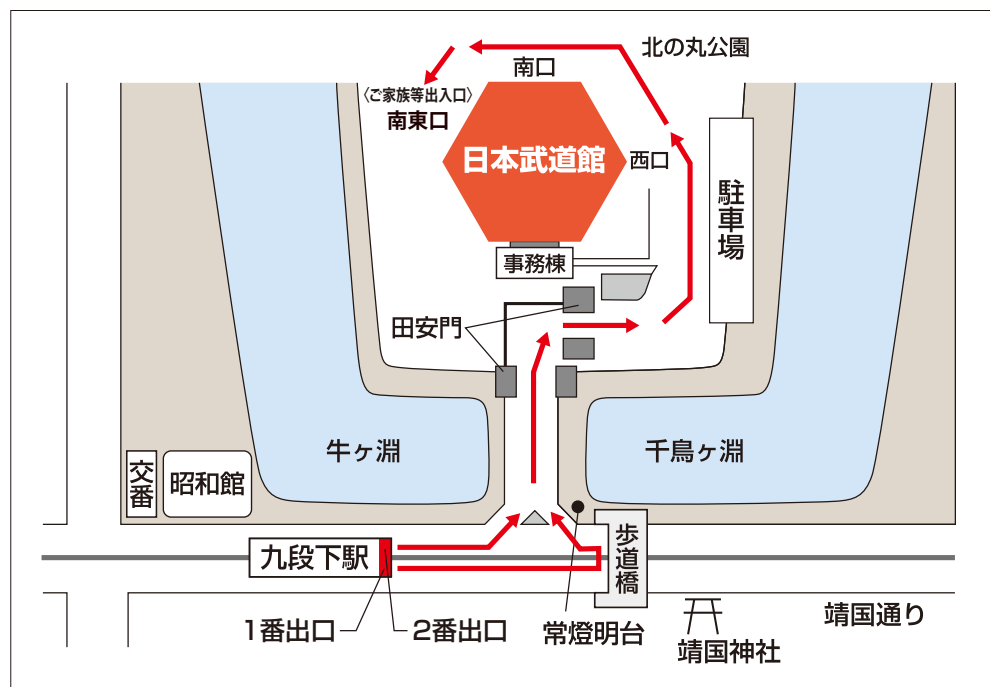 北の丸公園
南口
〈ご家族等出入口〉
南東口
日本武道館
西口
駐車場
事務棟
田安門
牛ヶ淵
千鳥ヶ淵
交番
昭和館
九段下駅
歩道橋
1番出口
2番出口
常燈明台
靖国神社
靖国通り